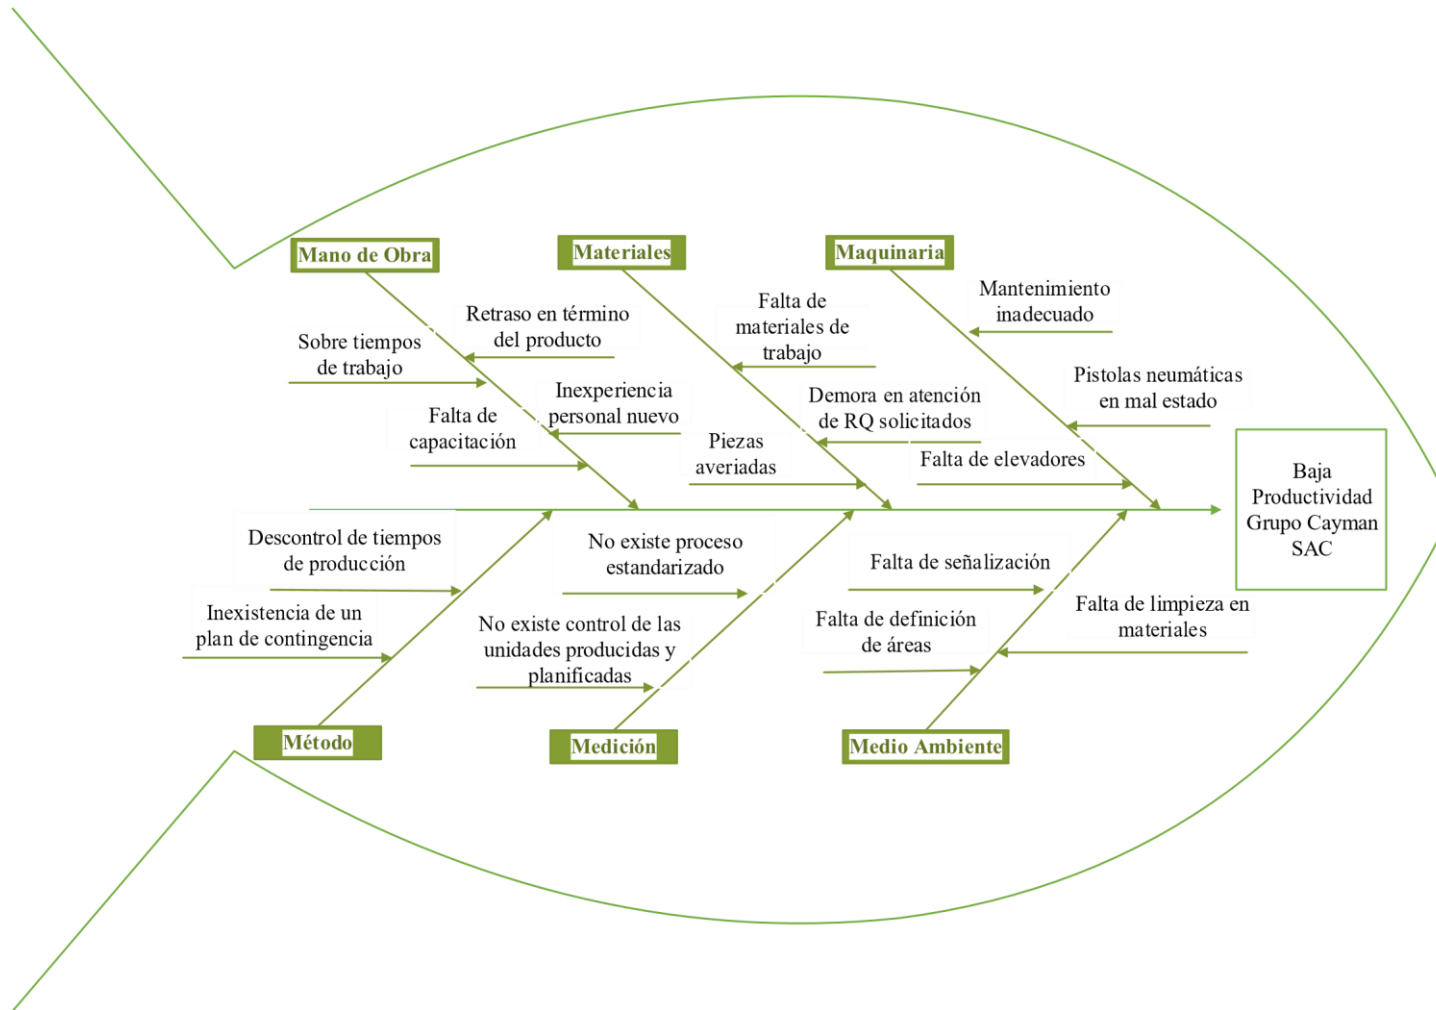 Mano de Obra
Materiales
Maquinaria
Retraso en término
del producto
Sobre tiempos
de trabajo
Inexperiencia
personal nuevo
Falta de
capacitación
Falta de
materiales de
trabajo
Demora en atención
de RQ solicitados
Piezas
averiadas
Mantenimiento
inadecuado
Pistolas neumáticas
en mal estado
Falta de elevadores
Baja
Productividad
Grupo Cayman
SAC
Descontrol de tiempos
de producción
Inexistencia de un
plan de contingencia
No existe proceso
estandarizado
No existe control de las
unidades producidas y
planificadas
Falta de señalización
Falta de definición
de áreas
Falta de limpieza en
materiales
Método
Medición
Medio Ambiente